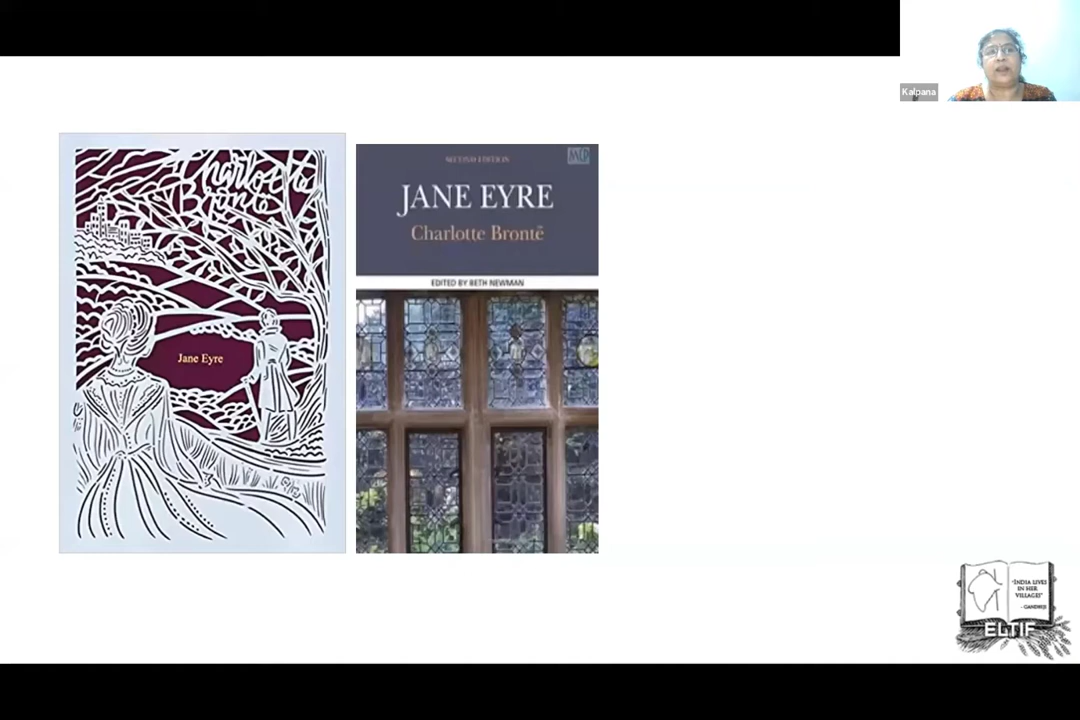 Kalpana
Charlotte
Brontë
Jane Eyre
SECOND EDITION
JANE EYRE
Charlotte Brontë
EDITED BY BETH NEWMAN
"INDIA LIVES
IN HER
VILLAGES"
- GANDHIJI
ELTIF